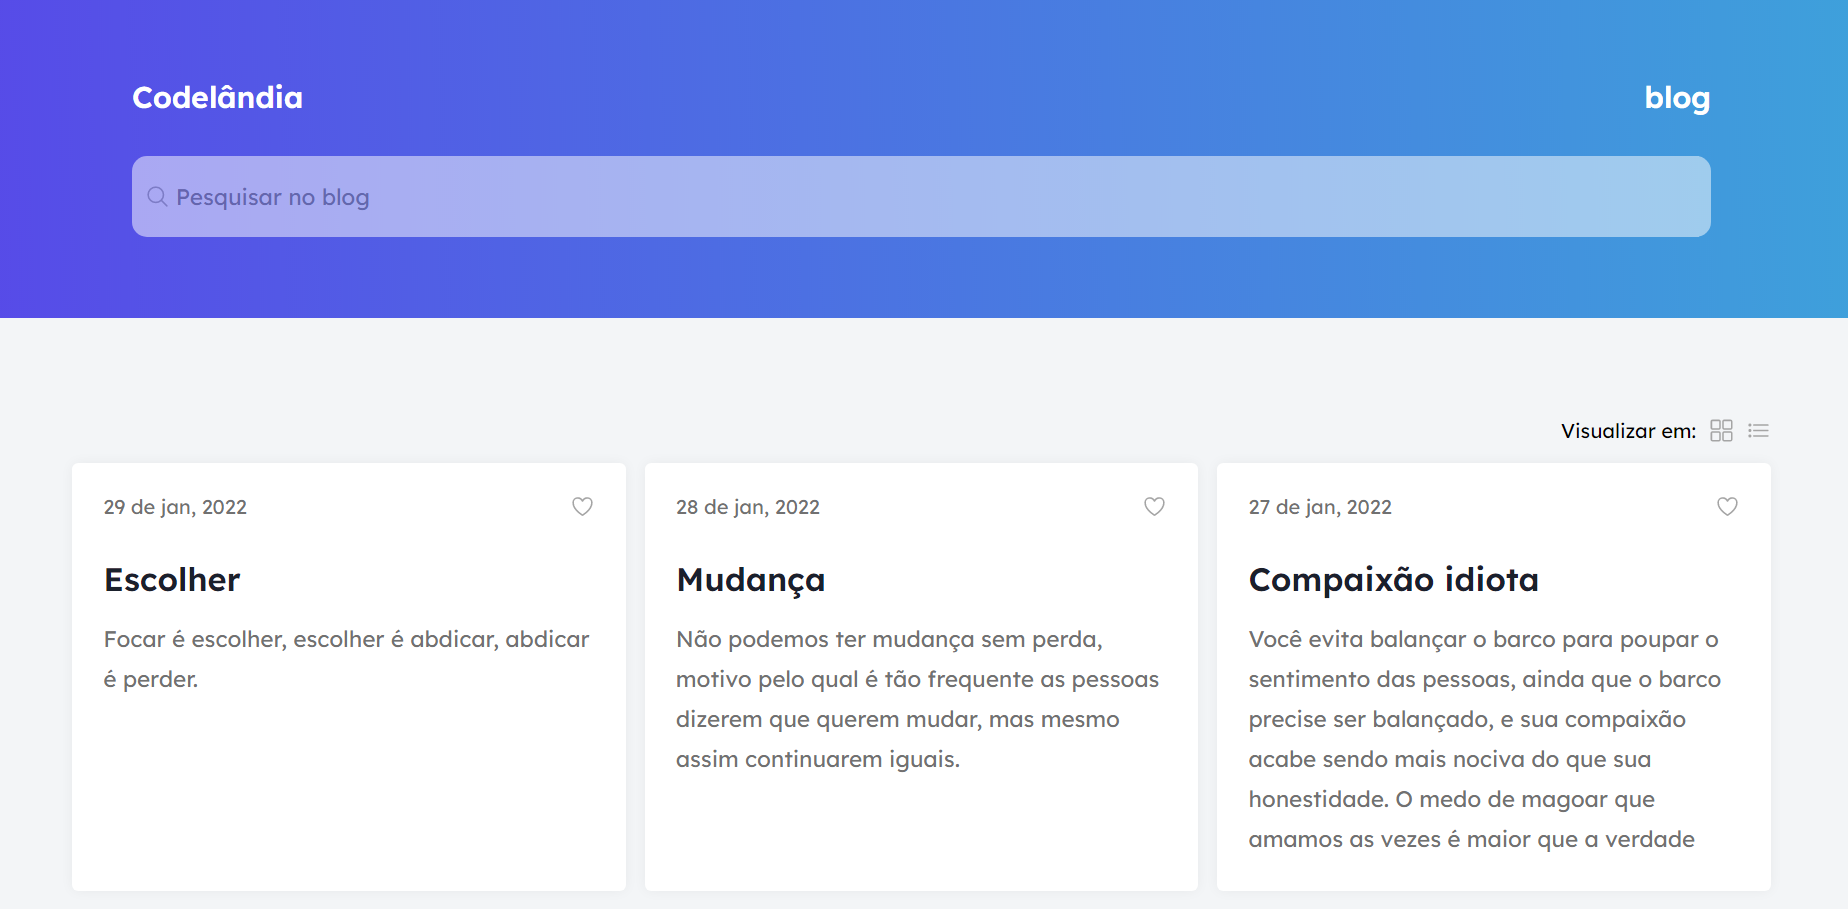 Codelândia
blog
Pesquisar no blog
Visualizar em:
29 de jan, 2022
Escolher
Focar é escolher, escolher é abdicar, abdicar
é perder.
28 de jan, 2022
Mudança
Não podemos ter mudança sem perda,
motivo pelo qual é tão frequente as pessoas
dizerem que querem mudar, mas mesmo
assim continuarem iguais.
27 de jan, 2022
Compaixão idiota
Você evita balançar o barco para poupar o
sentimento das pessoas, ainda que o barco
precise ser balançado, e sua compaixão
acabe sendo mais nociva do que sua
honestidade. O medo de magoar que
amamos as vezes é maior que a verdade